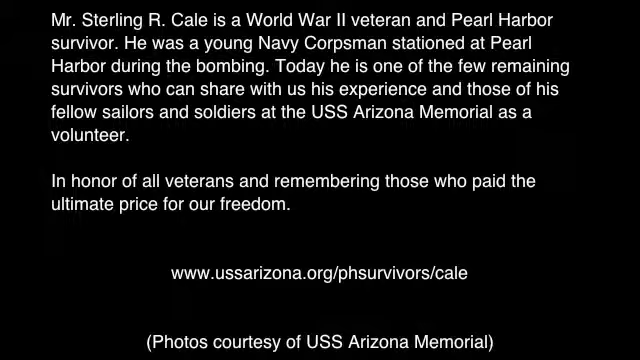 Mr. Sterling R. Cale is a World War II veteran and Pearl Harbor
survivor. He was a young Navy Corpsman stationed at Pearl
Harbor during the bombing. Today he is one of the few remaining
survivors who can share with us his experience and those of his
fellow sailors and soldiers at the USS Arizona Memorial as a
volunteer.
In honor of all veterans and remembering those who paid the
ultimate price for our freedom.
www.ussarizona.org/phsurvivors/cale
(Photos courtesy of USS Arizona Memorial)